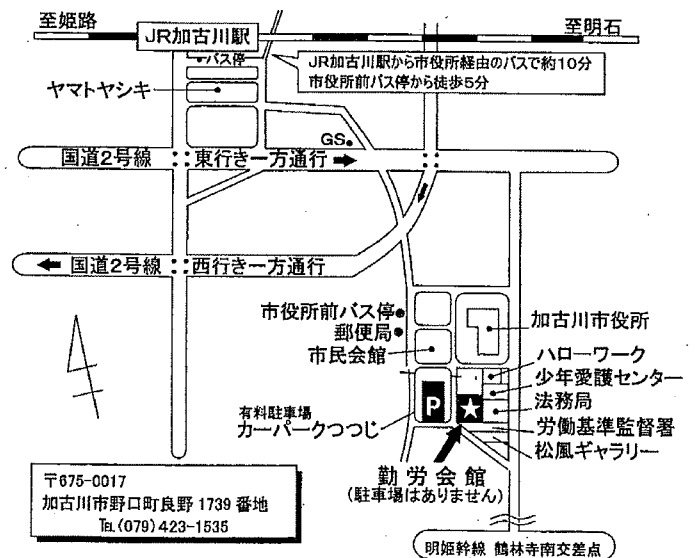 至姫路
至明石
JR加古川駅
バス停
JR加古川駅から市役所経由のバスで約10分
市役所前バス停から徒歩5分
ヤマトヤシキ
GS
国道2号線
東行き一方通行
国道2号線
西行き一方通行
市役所前バス停
郵便局
市民会館
加古川市役所
ハローワーク
少年愛護センター
法務局
労働基準監督署
松風ギャラリー
P
有料駐車場
カーパークつつじ
勤労会館
(駐車場はありません)
〒675-0017
加古川市野口町良野1739番地
TEL(079)423-1535
明姫幹線 鶴林寺南交差点